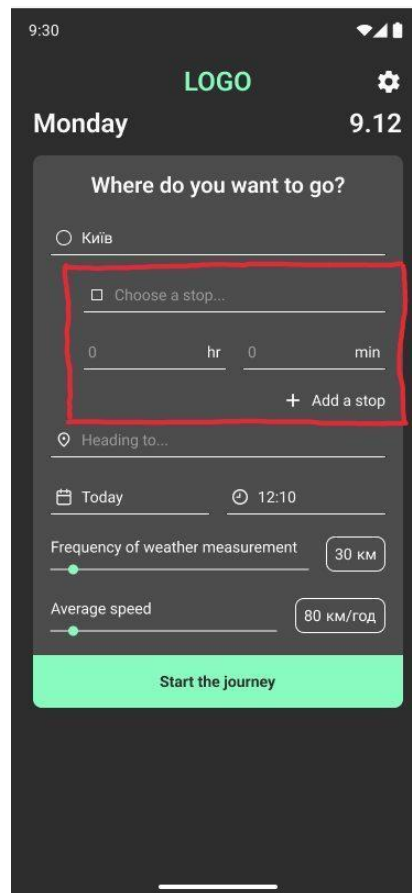 9:30
LOGO
Monday 9.12
Where do you want to go?
Київ
Choose a stop...
0 hr 0 min
+ Add a stop
Heading to...
Today 12:10
Frequency of weather measurement 30 км
Average speed 80 км/год
Start the journey